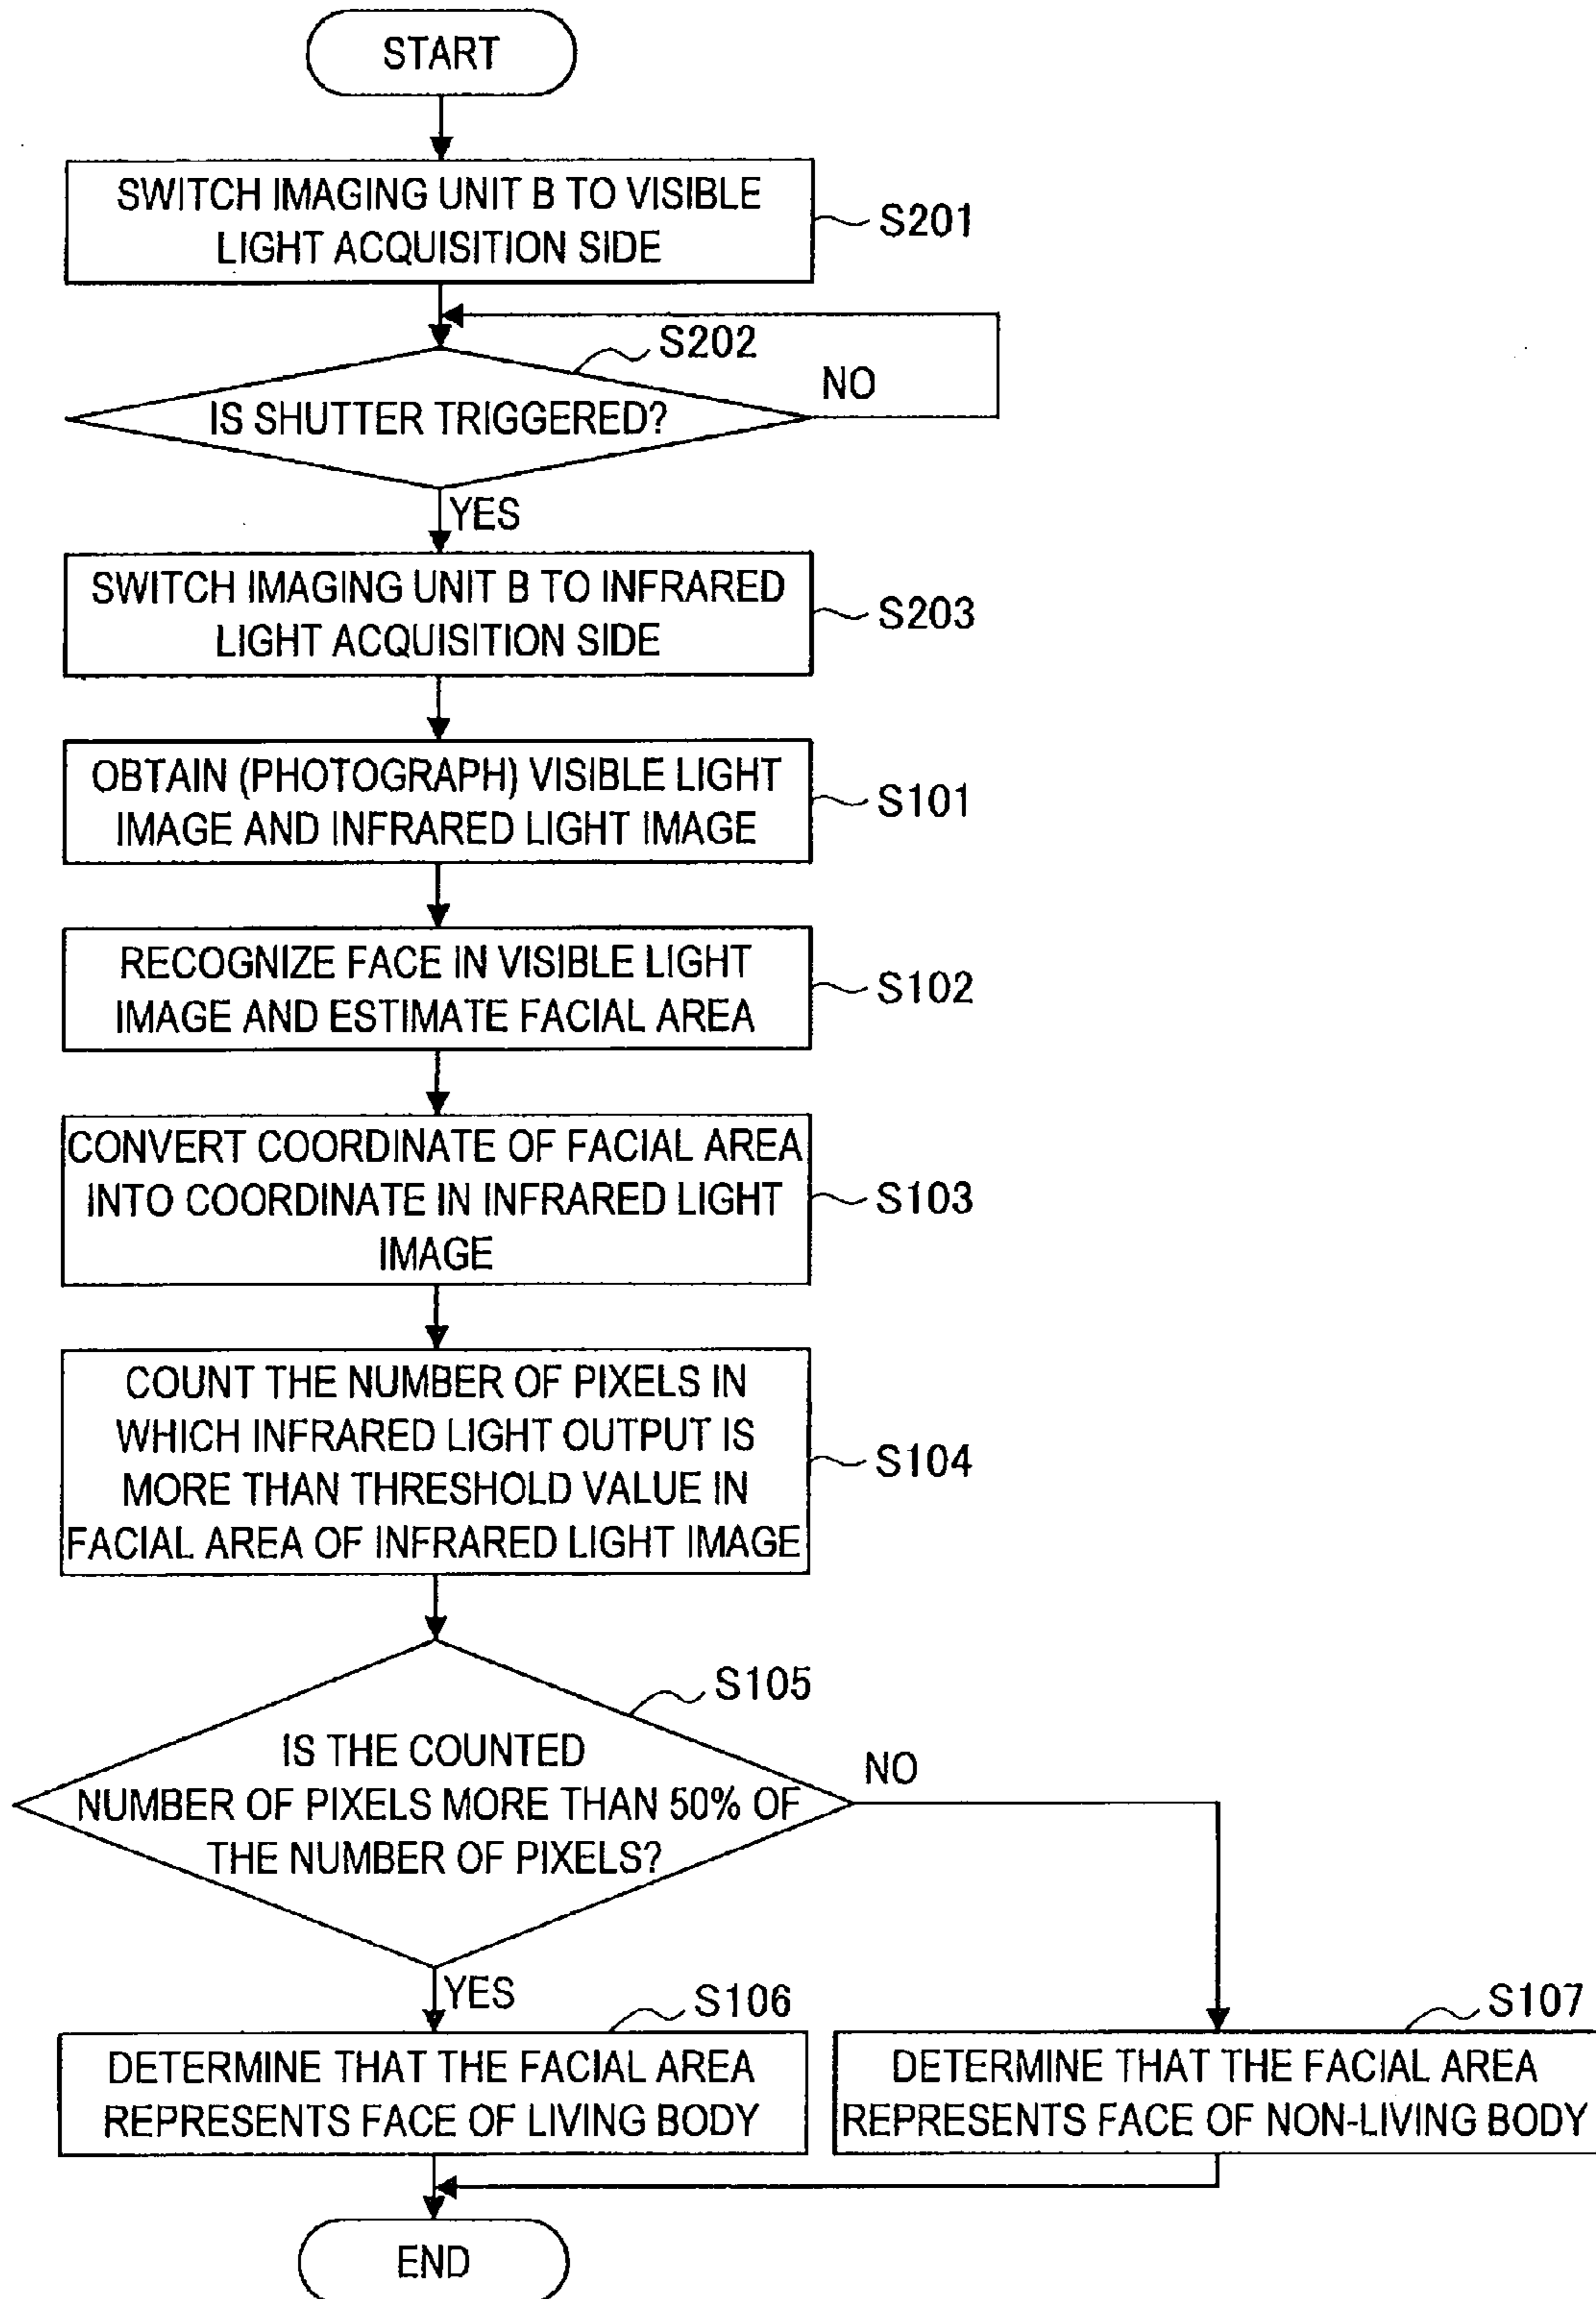 START
SWITCH IMAGING UNIT B TO VISIBLE
LIGHT ACQUISITION SIDE
S201
S202
NO
IS SHUTTER TRIGGERED?
YES
SWITCH IMAGING UNIT B TO INFRARED
LIGHT ACQUISITION SIDE
S203
OBTAIN (PHOTOGRAPH) VISIBLE LIGHT
IMAGE AND INFRARED LIGHT IMAGE
S101
RECOGNIZE FACE IN VISIBLE LIGHT
IMAGE AND ESTIMATE FACIAL AREA
S102
CONVERT COORDINATE OF FACIAL AREA
INTO COORDINATE IN INFRARED LIGHT
IMAGE
S103
COUNT THE NUMBER OF PIXELS IN
WHICH INFRARED LIGHT OUTPUT IS
MORE THAN THRESHOLD VALUE IN
FACIAL AREA OF INFRARED LIGHT IMAGE
S104
S105
IS THE COUNTED
NUMBER OF PIXELS MORE THAN 50% OF
THE NUMBER OF PIXELS?
NO
YES
S106
DETERMINE THAT THE FACIAL AREA
REPRESENTS FACE OF LIVING BODY
S107
DETERMINE THAT THE FACIAL AREA
REPRESENTS FACE OF NON-LIVING BODY
END